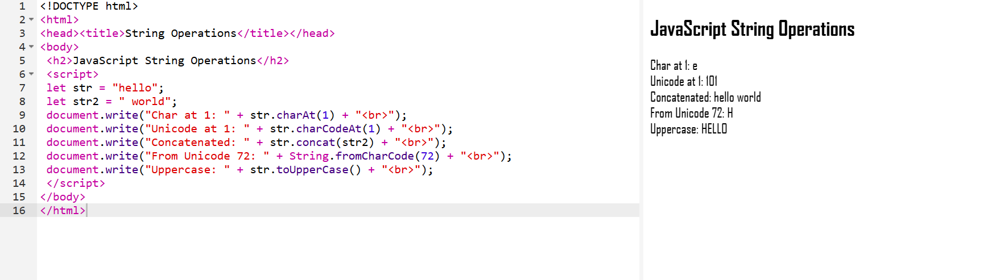 1 <!DOCTYPE html>
2 <html>
3 <head><title>String Operations</title></head>
4 <body>
5 <h2>JavaScript String Operations</h2>
6 <script>
7 let str = "hello";
8 let str2 = " world";
9 document.write("Char at 1: " + str.charAt(1) + "<br>");
10 document.write("Unicode at 1: " + str.charCodeAt(1) + "<br>");
11 document.write("Concatenated: " + str.concat(str2) + "<br>");
12 document.write("From Unicode 72: " + String.fromCharCode(72) + "<br>");
13 document.write("Uppercase: " + str.toUpperCase() + "<br>");
14 </script>
15 </body>
16 </html>
JavaScript String Operations
Char at 1: e
Unicode at 1: 101
Concatenated: hello world
From Unicode 72: H
Uppercase: HELLO